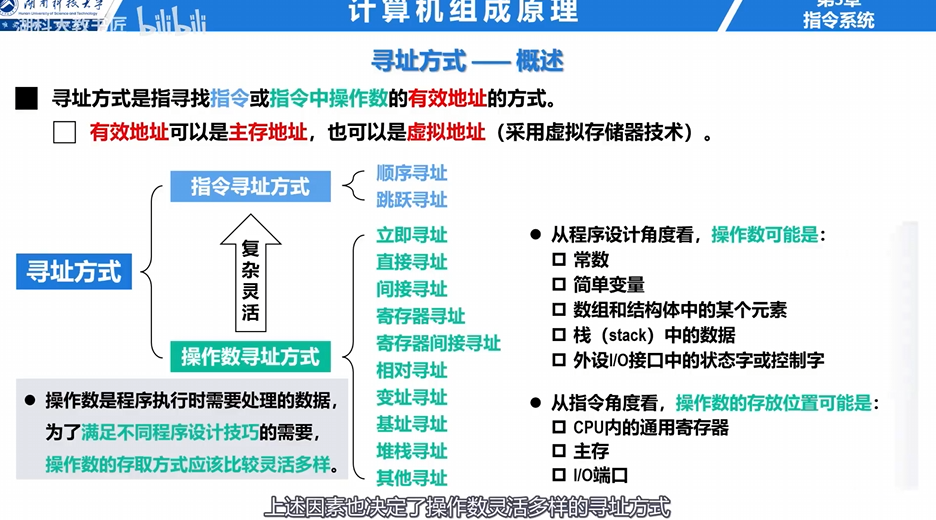 湖南科技大学
Hunan University of Science and Technology
计算机组成原理
第5章
指令系统
湖科大教书匠 bilibili
寻址方式 —— 概述
寻址方式是指寻找指令或指令中操作数的有效地址的方式。
有效地址可以是主存地址，也可以是虚拟地址（采用虚拟存储器技术）。
寻址方式
指令寻址方式
顺序寻址
跳跃寻址
复杂灵活
操作数寻址方式
立即寻址
直接寻址
间接寻址
寄存器寻址
寄存器间接寻址
相对寻址
变址寻址
基址寻址
堆栈寻址
其他寻址
操作数是程序执行时需要处理的数据，
为了满足不同程序设计技巧的需要，
操作数的存取方式应该比较灵活多样。
从程序设计角度看，操作数可能是：
常数
简单变量
数组和结构体中的某个元素
栈（stack）中的数据
外设I/O接口中的状态字或控制字
从指令角度看，操作数的存放位置可能是：
CPU内的通用寄存器
主存
I/O端口
上述因素也决定了操作数灵活多样的寻址方式